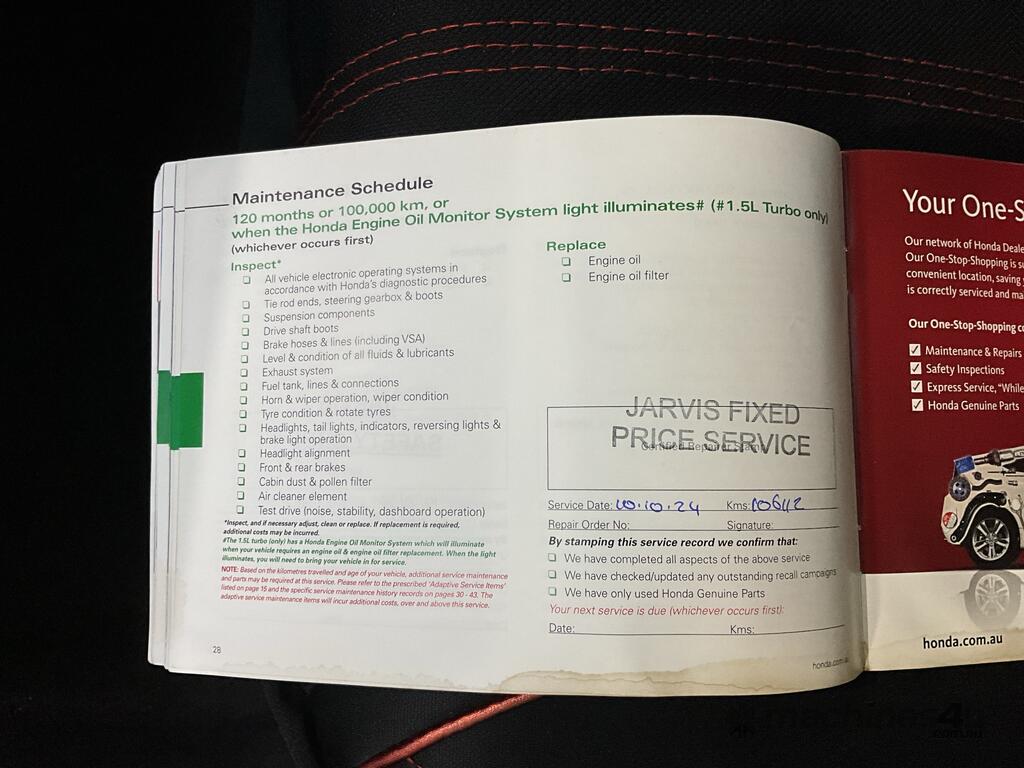 Maintenance Schedule
120 months or 100,000 km, or
when the Honda Engine Oil Monitor System light illuminates# (#1.5L Turbo only)
(whichever occurs first)
Inspect*
All vehicle electronic operating systems in
accordance with Honda's diagnostic procedures
Tie rod ends, steering gearbox & boots
Suspension components
Drive shaft boots
Brake hoses & lines (including VSA)
Level & condition of all fluids & lubricants
Exhaust system
Fuel tank, lines & connections
Horn & wiper operation, wiper condition
Tyre condition & rotate tyres
Headlights, tail lights, indicators, reversing lights &
brake light operation
Headlight alignment
Front & rear brakes
Cabin dust & pollen filter
Air cleaner element
Test drive (noise, stability, dashboard operation)
*Inspect, and if necessary adjust, clean or replace. If replacement is required,
additional costs may be incurred.
#The 1.5L turbo (only) has a Honda Engine Oil Monitor System which will illuminate
when your vehicle requires an engine oil & engine oil filter replacement. When the light
illuminates, you will need to bring your vehicle in for service.
NOTE: Based on the kilometres travelled and age of your vehicle, additional service maintenance
and parts may be required at this service. Please refer to the prescribed 'Adaptive Service Items'
listed on page 15 and the specific service maintenance history records on pages 30 - 43. The
adaptive service maintenance items will incur additional costs, over and above this service.
28
Replace
Engine oil
Engine oil filter
JARVIS FIXED
PRICE SERVICE
Certified Repairer Stamp
Service Date: 10.10.24 Kms: 106112
Repair Order No: Signature:
By stamping this service record we confirm that:
We have completed all aspects of the above service
We have checked/updated any outstanding recall campaigns
We have only used Honda Genuine Parts
Your next service is due (whichever occurs first):
Date: Kms:
honda.com.au
Your One-S
Our network of Honda Deale
Our One-Stop-Shopping is su
convenient location, saving y
is correctly serviced and ma
Our One-Stop-Shopping co
Maintenance & Repairs
Safety Inspections
Express Service, "While
Honda Genuine Parts
honda.com.au